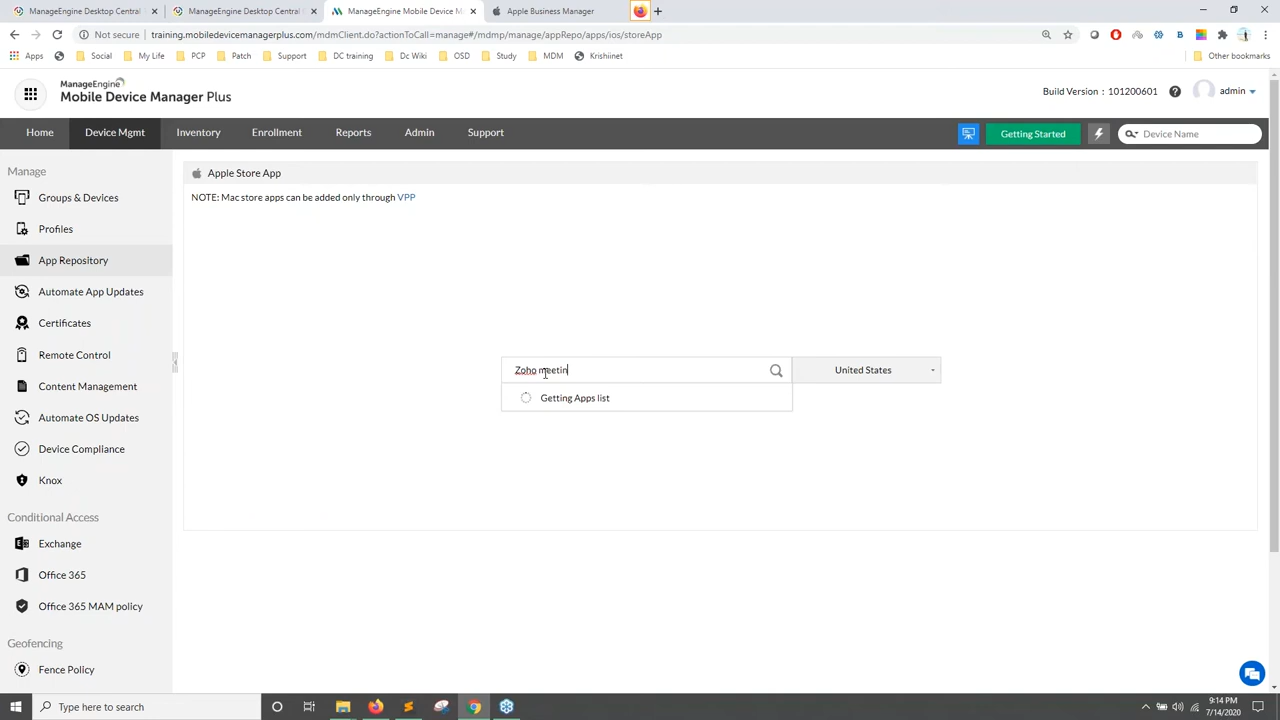 ManageEngine Desktop Central
ManageEngine Desktop Central
ManageEngine Mobile Device M
Apple Business Manager
Not secure
training.mobiledevicemanagerplus.com/mdmClient.do?actionToCall=manage#/mdmp/manage/appRepo/apps/ios/storeApp
Apps
Social
My Life
PCP
Patch
Support
DC training
Dc Wiki
OSD
Study
MDM
Krishiinet
Other bookmarks
ManageEngine
Mobile Device Manager Plus
Build Version : 101200601
admin
Home
Device Mgmt
Inventory
Enrollment
Reports
Admin
Support
Getting Started
Device Name
Manage
Groups & Devices
Profiles
App Repository
Automate App Updates
Certificates
Remote Control
Content Management
Automate OS Updates
Device Compliance
Knox
Conditional Access
Exchange
Office 365
Office 365 MAM policy
Geofencing
Fence Policy
Apple Store App
NOTE: Mac store apps can be added only through VPP
Zoho meetin
United States
Getting Apps list
Type here to search
9:14 PM
7/14/2020